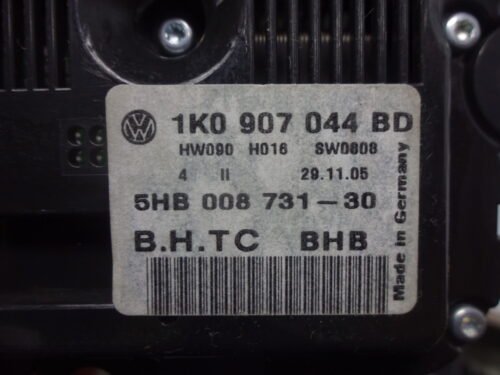 1K0 907 044 BD
HW090 H016 SW0808
4 II 29.11.05
5HB 008 731-30
B.H.TC BHB
Made in Germany